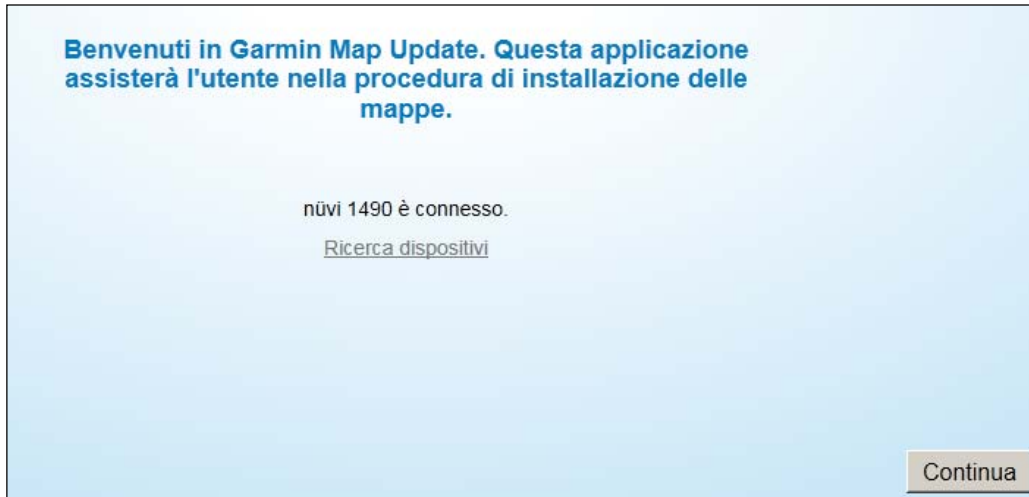 Benvenuti in Garmin Map Update. Questa applicazione
assisterà l'utente nella procedura di installazione delle
mappe.
nüvi 1490 è connesso.
Ricerca dispositivi
Continua